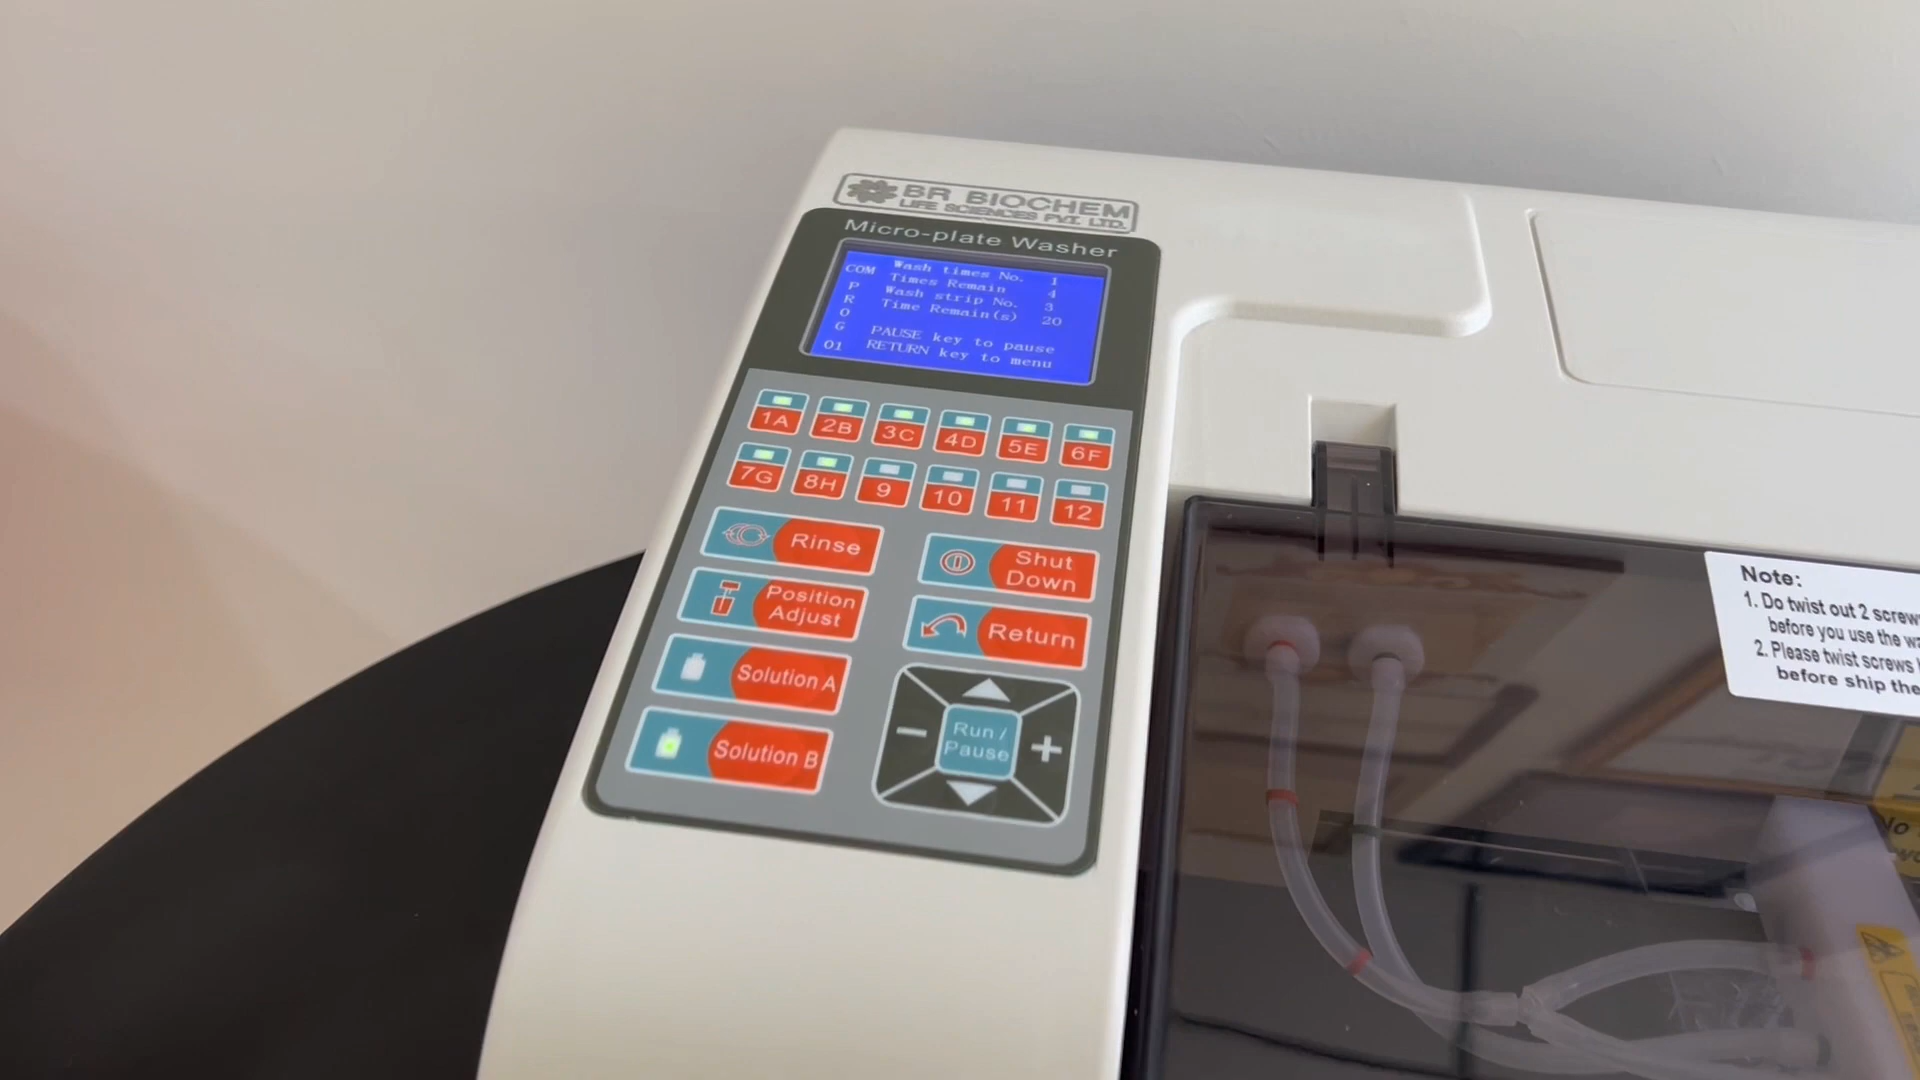 BR BIOCHEM
LIFE SCIENCES PVT. LTD.
Micro-plate Washer
Wash times No. 1
COM Times Remain 4
P Wash strip No. 3
R Time Remain(s) 20
O
G PAUSE key to pause
01 RETURN key to menu
1A 2B 3C 4D 5E 6F
7G 8H 9 10 11 12
Rinse
Shut
Down
Position
Adjust
Return
Solution A
Run /
Pause
− +
Solution B
Note:
1. Do twist out 2 screws
before you use the
2. Please twist screws
before ship the
No